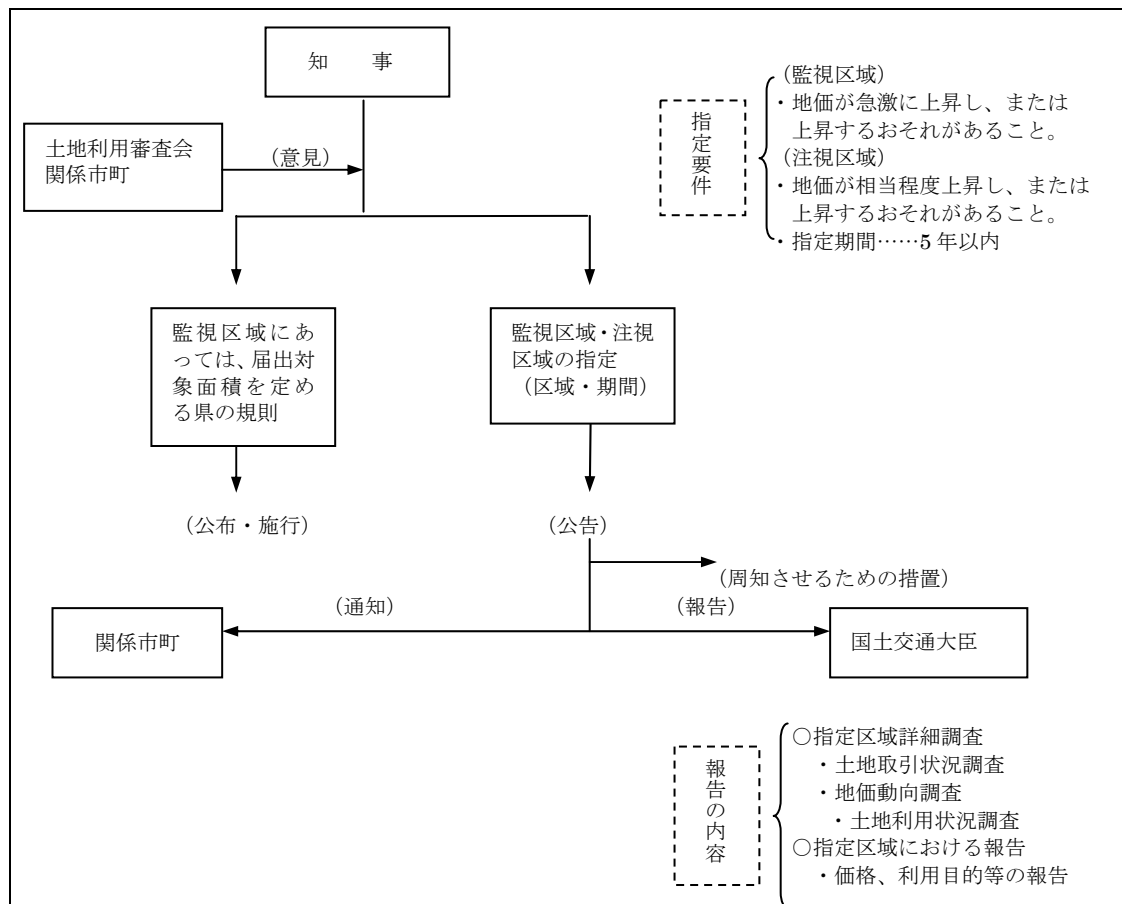 知　　事
土地利用審査会
関係市町
（意見）
指定要件
（監視区域）
・地価が急激に上昇し、または
上昇するおそれがあること。
（注視区域）
・地価が相当程度上昇し、または
上昇するおそれがあること。
・指定期間……5 年以内
監視区域にあ
っては、届出対
象面積を定め
る県の規則
監視区域・注視
区域の指定
（区域・期間）
（公布・施行）
（公告）
（周知させるための措置）
（通知）
（報告）
関係市町
国土交通大臣
報告の内容
○指定区域詳細調査
・土地取引状況調査
・地価動向調査
・土地利用状況調査
○指定区域における報告
・価格、利用目的等の報告